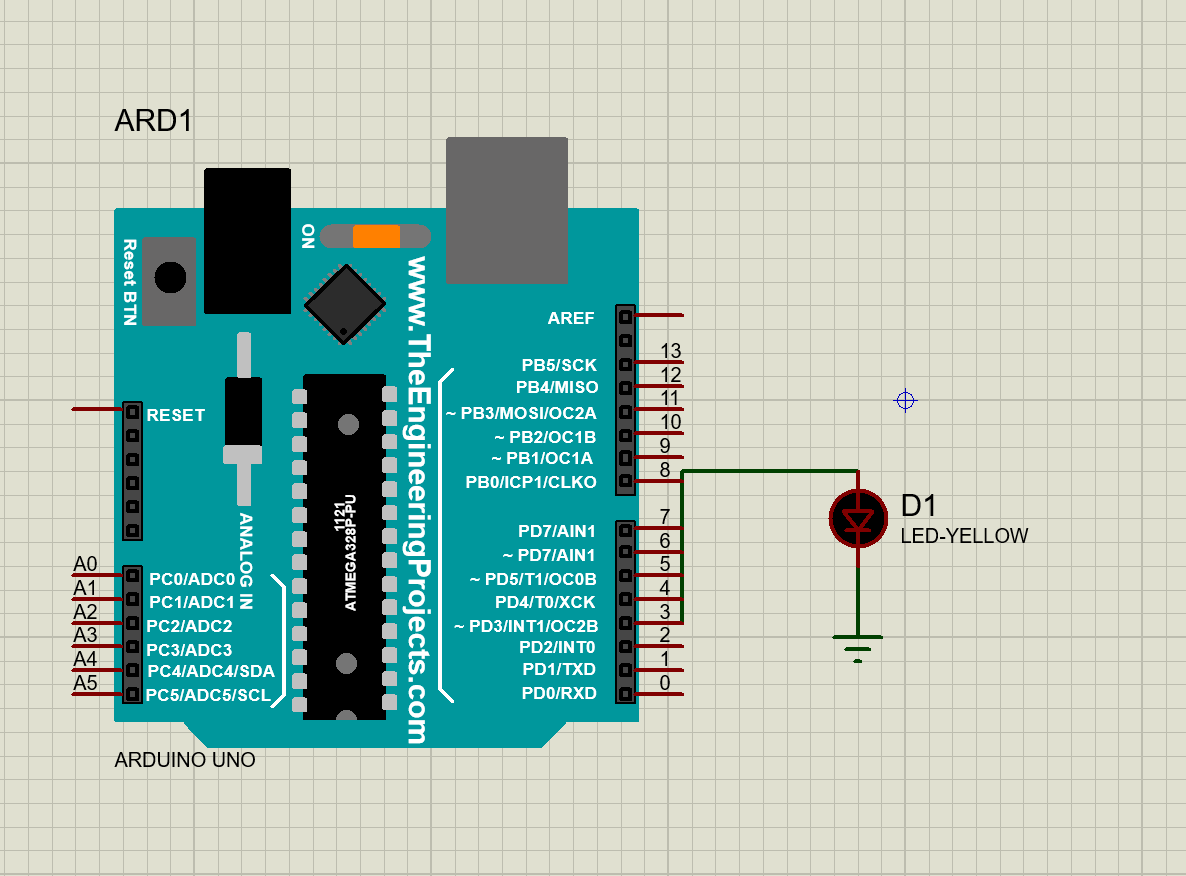 ARD1
ON
Reset BTN
www.TheEngineeringProjects.com
AREF
13
PB5/SCK
12
PB4/MISO
11
~ PB3/MOSI/OC2A
10
~ PB2/OC1B
9
~ PB1/OC1A
8
PB0/ICP1/CLKO
RESET
1121
ATMEGA328P-PU
ANALOG IN
D1
LED-YELLOW
7
PD7/AIN1
6
~ PD7/AIN1
5
~ PD5/T1/OC0B
4
PD4/T0/XCK
3
~ PD3/INT1/OC2B
2
PD2/INT0
1
PD1/TXD
0
PD0/RXD
A0
PC0/ADC0
A1
PC1/ADC1
A2
PC2/ADC2
A3
PC3/ADC3
A4
PC4/ADC4/SDA
A5
PC5/ADC5/SCL
ARDUINO UNO